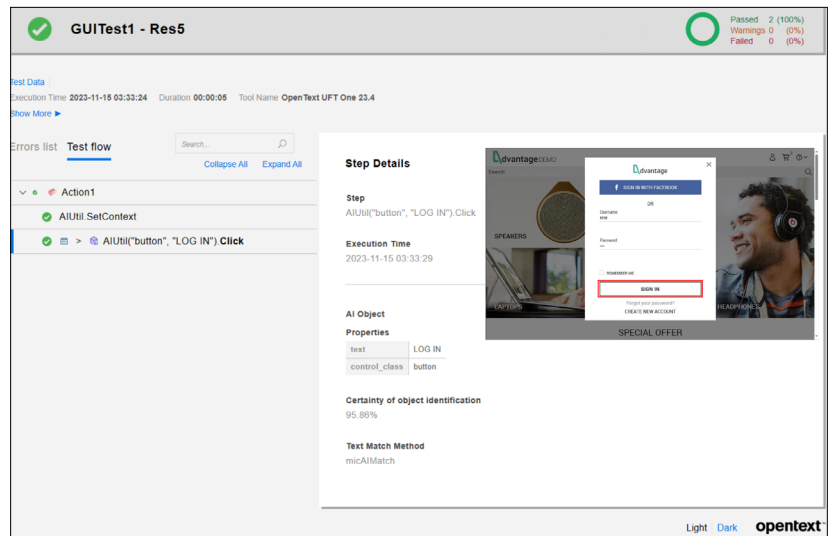 GUITest1 - Res5
Passed 2 (100%)
Warnings 0 (0%)
Failed 0 (0%)
Test Data
Execution Time 2023-11-15 03:33:24 Duration 00:00:05 Tool Name OpenText UFT One 23.4
Show More ►
Errors list Test flow
Search...
Collapse All Expand All
Action1
AIUtil.SetContext
> AIUtil("button", "LOG IN").Click
Step Details
Step
AIUtil("button", "LOG IN").Click
Execution Time
2023-11-15 03:33:29
AI Object
Properties
text LOG IN
control_class button
Certainty of object identification
95.86%
Text Match Method
micAIMatch
dvantage DEMO
Search
SPEAKERS
LAPTOPS
HEADPHONES
SPECIAL OFFER
dvantage
SIGN IN WITH FACEBOOK
OR
Username
test
Password
REMEMBER ME
SIGN IN
Forgot your password?
CREATE NEW ACCOUNT
Light Dark opentext™